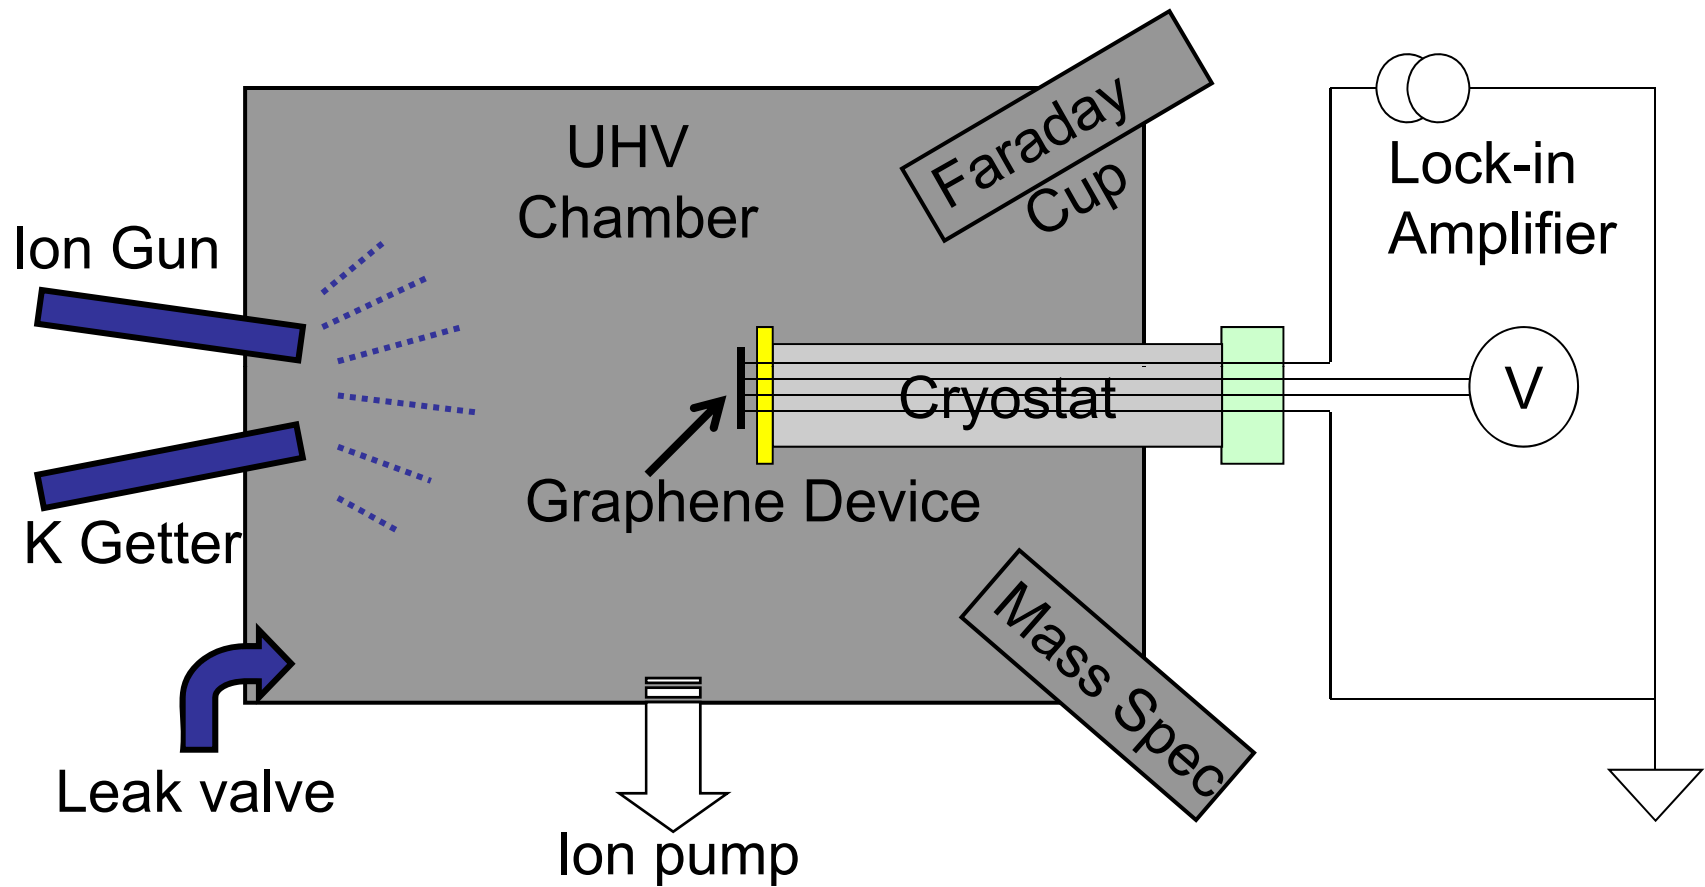 UHV
Chamber
Faraday
Cup
Lock-in
Amplifier
Ion Gun
V
Cryostat
Graphene Device
K Getter
Mass Spec
Leak valve
Ion pump